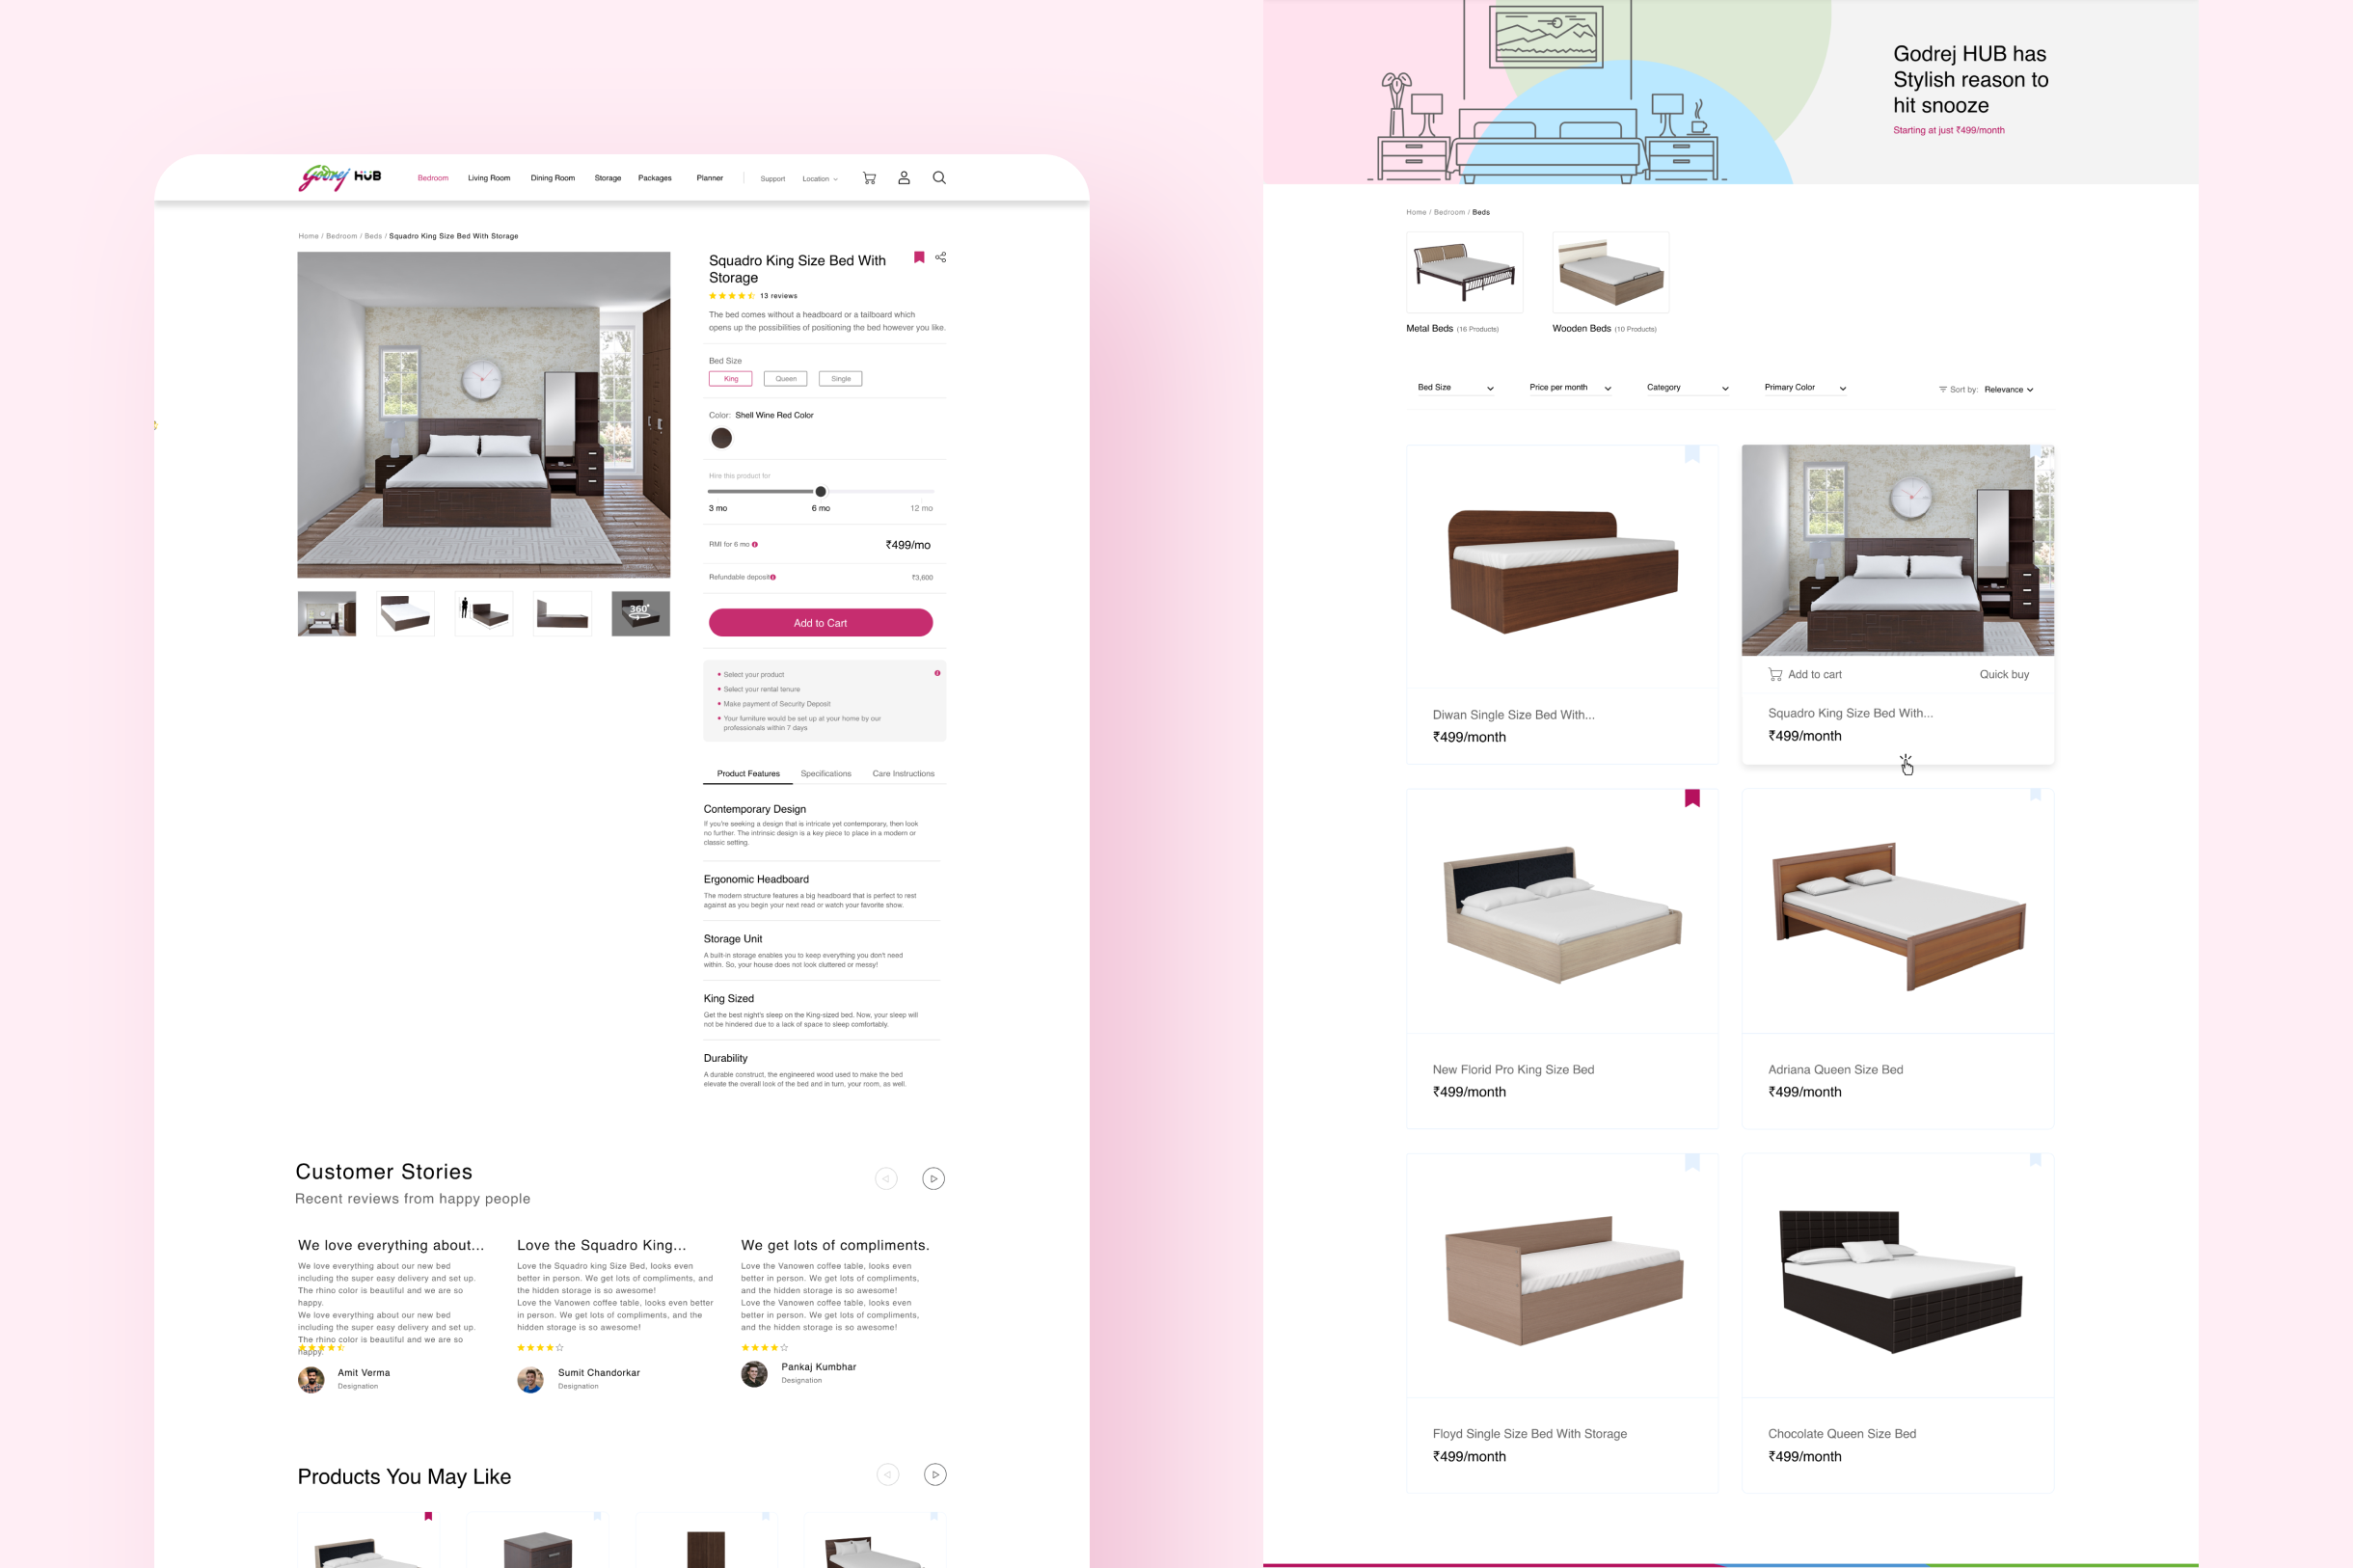 Godrej HUB
Bedroom
Living Room
Dining Room
Storage
Packages
Planner
Support
Location
Home / Bedroom / Beds / Squadro King Size Bed With Storage
360°
Squadro King Size Bed With
Storage
13 reviews
The bed comes without a headboard or a tailboard which
opens up the possibilities of positioning the bed however you like.
Bed Size
King
Queen
Single
Color: Shell Wine Red Color
Hire this product for
3 mo
6 mo
12 mo
RMI for 6 mo
₹499/mo
Refundable deposit
₹3,600
Add to Cart
Select your product
Select your rental tenure
Make payment of Security Deposit
Your furniture would be set up at your home by our
professionals within 7 days
Product Features
Specifications
Care Instructions
Contemporary Design
If you're seeking a design that is intricate yet contemporary, then look
no further. The intrinsic design is a key piece to place in a modern or
classic setting.
Ergonomic Headboard
The modern structure features a big headboard that is perfect to rest
against as you begin your next read or watch your favorite show.
Storage Unit
A built-in storage enables you to keep everything you don't need
within. So, your house does not look cluttered or messy!
King Sized
Get the best night's sleep on the King-sized bed. Now, your sleep will
not be hindered due to a lack of space to sleep comfortably.
Durability
A durable construct, the engineered wood used to make the bed
elevate the overall look of the bed and in turn, your room, as well.
Customer Stories
Recent reviews from happy people
We love everything about...
We love everything about our new bed
including the super easy delivery and set up.
The rhino color is beautiful and we are so
happy.
We love everything about our new bed
including the super easy delivery and set up.
The rhino color is beautiful and we are so
happy.
Amit Verma
Designation
Love the Squadro King...
Love the Squadro king Size Bed, looks even
better in person. We get lots of compliments, and
the hidden storage is so awesome!
Love the Vanowen coffee table, looks even better
in person. We get lots of compliments, and the
hidden storage is so awesome!
Sumit Chandorkar
Designation
We get lots of compliments.
Love the Vanowen coffee table, looks even
better in person. We get lots of compliments,
and the hidden storage is so awesome!
Love the Vanowen coffee table, looks even
better in person. We get lots of compliments,
and the hidden storage is so awesome!
Pankaj Kumbhar
Designation
Products You May Like
Godrej HUB has
Stylish reason to
hit snooze
Starting at just ₹499/month
Home / Bedroom / Beds
Metal Beds (16 Products)
Wooden Beds (10 Products)
Bed Size
Price per month
Category
Primary Color
Sort by: Relevance
Diwan Single Size Bed With...
₹499/month
Add to cart
Quick buy
Squadro King Size Bed With...
₹499/month
New Florid Pro King Size Bed
₹499/month
Adriana Queen Size Bed
₹499/month
Floyd Single Size Bed With Storage
₹499/month
Chocolate Queen Size Bed
₹499/month